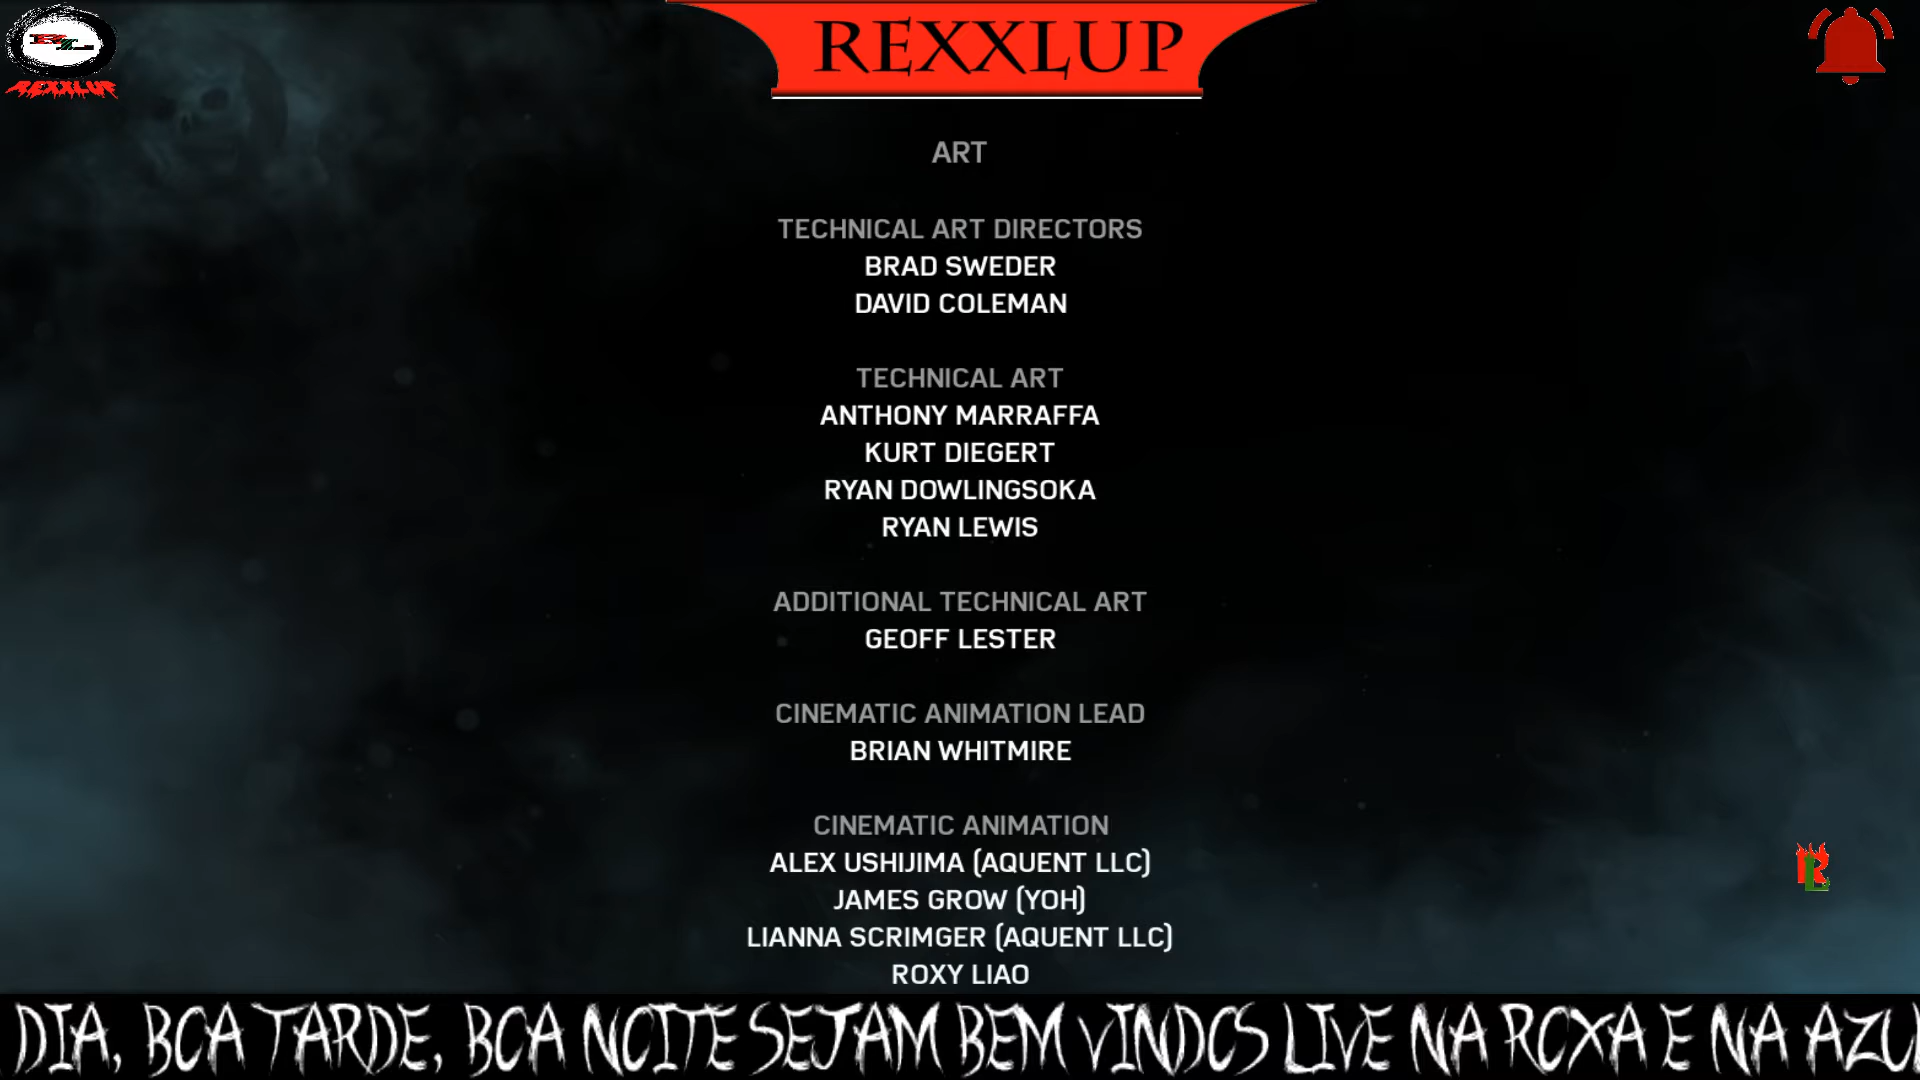 REXXLUP
REXXLUP
ART
TECHNICAL ART DIRECTORS
BRAD SWEDER
DAVID COLEMAN
TECHNICAL ART
ANTHONY MARRAFFA
KURT DIEGERT
RYAN DOWLINGSOKA
RYAN LEWIS
ADDITIONAL TECHNICAL ART
GEOFF LESTER
CINEMATIC ANIMATION LEAD
BRIAN WHITMIRE
CINEMATIC ANIMATION
ALEX USHIJIMA (AQUENT LLC)
JAMES GROW (YOH)
LIANNA SCRIMGER (AQUENT LLC)
ROXY LIAO
DIA, BOA TARDE, BOA NOITE SEJAM BEM VINDOS LIVE NA ROXA E NA AZU